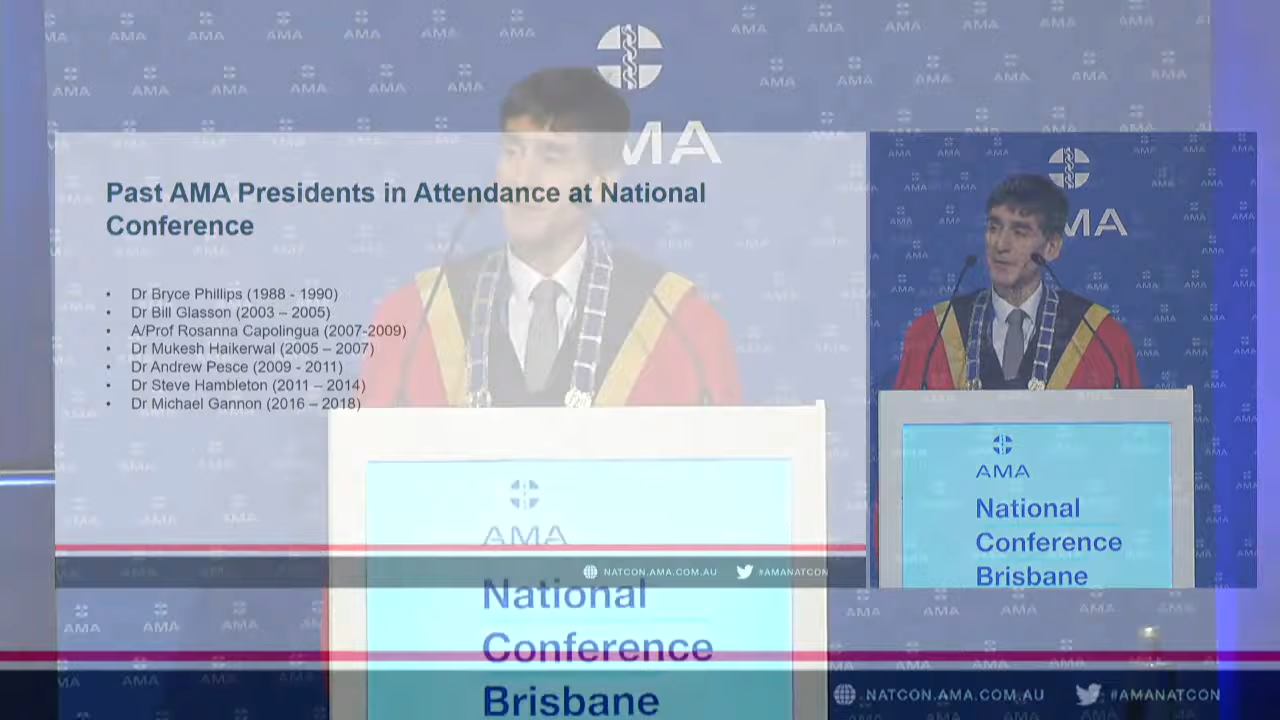 AMA
Past AMA Presidents in Attendance at National
Conference
• Dr Bryce Phillips (1988 - 1990)
• Dr Bill Glasson (2003 – 2005)
• A/Prof Rosanna Capolingua (2007-2009)
• Dr Mukesh Haikerwal (2005 – 2007)
• Dr Andrew Pesce (2009 - 2011)
• Dr Steve Hambleton (2011 – 2014)
• Dr Michael Gannon (2016 – 2018)
NATCON.AMA.COM.AU #AMANATCON
AMA
AMA
National
Conference
Brisbane
AMA
National
Conference
Brisbane
NATCON.AMA.COM.AU #AMANATCON